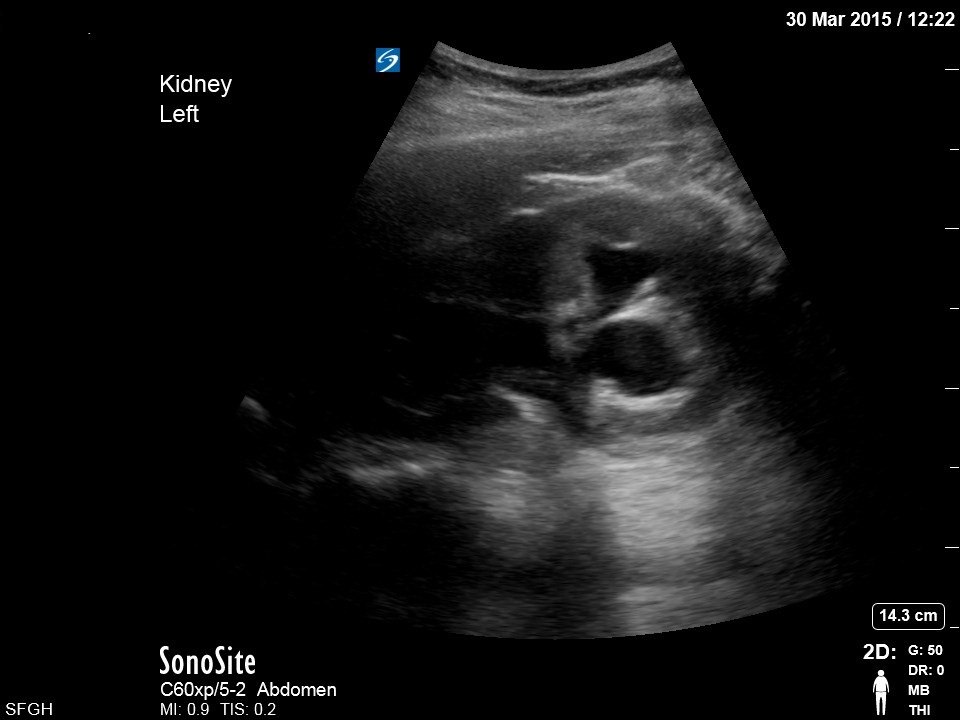 30 Mar 2015 / 12:22
Kidney
Left
14.3 cm
2D:
G: 50
DR: 0
MB
THI
SonoSite
C60xp/5-2 Abdomen
MI: 0.9 TIS: 0.2
SFGH